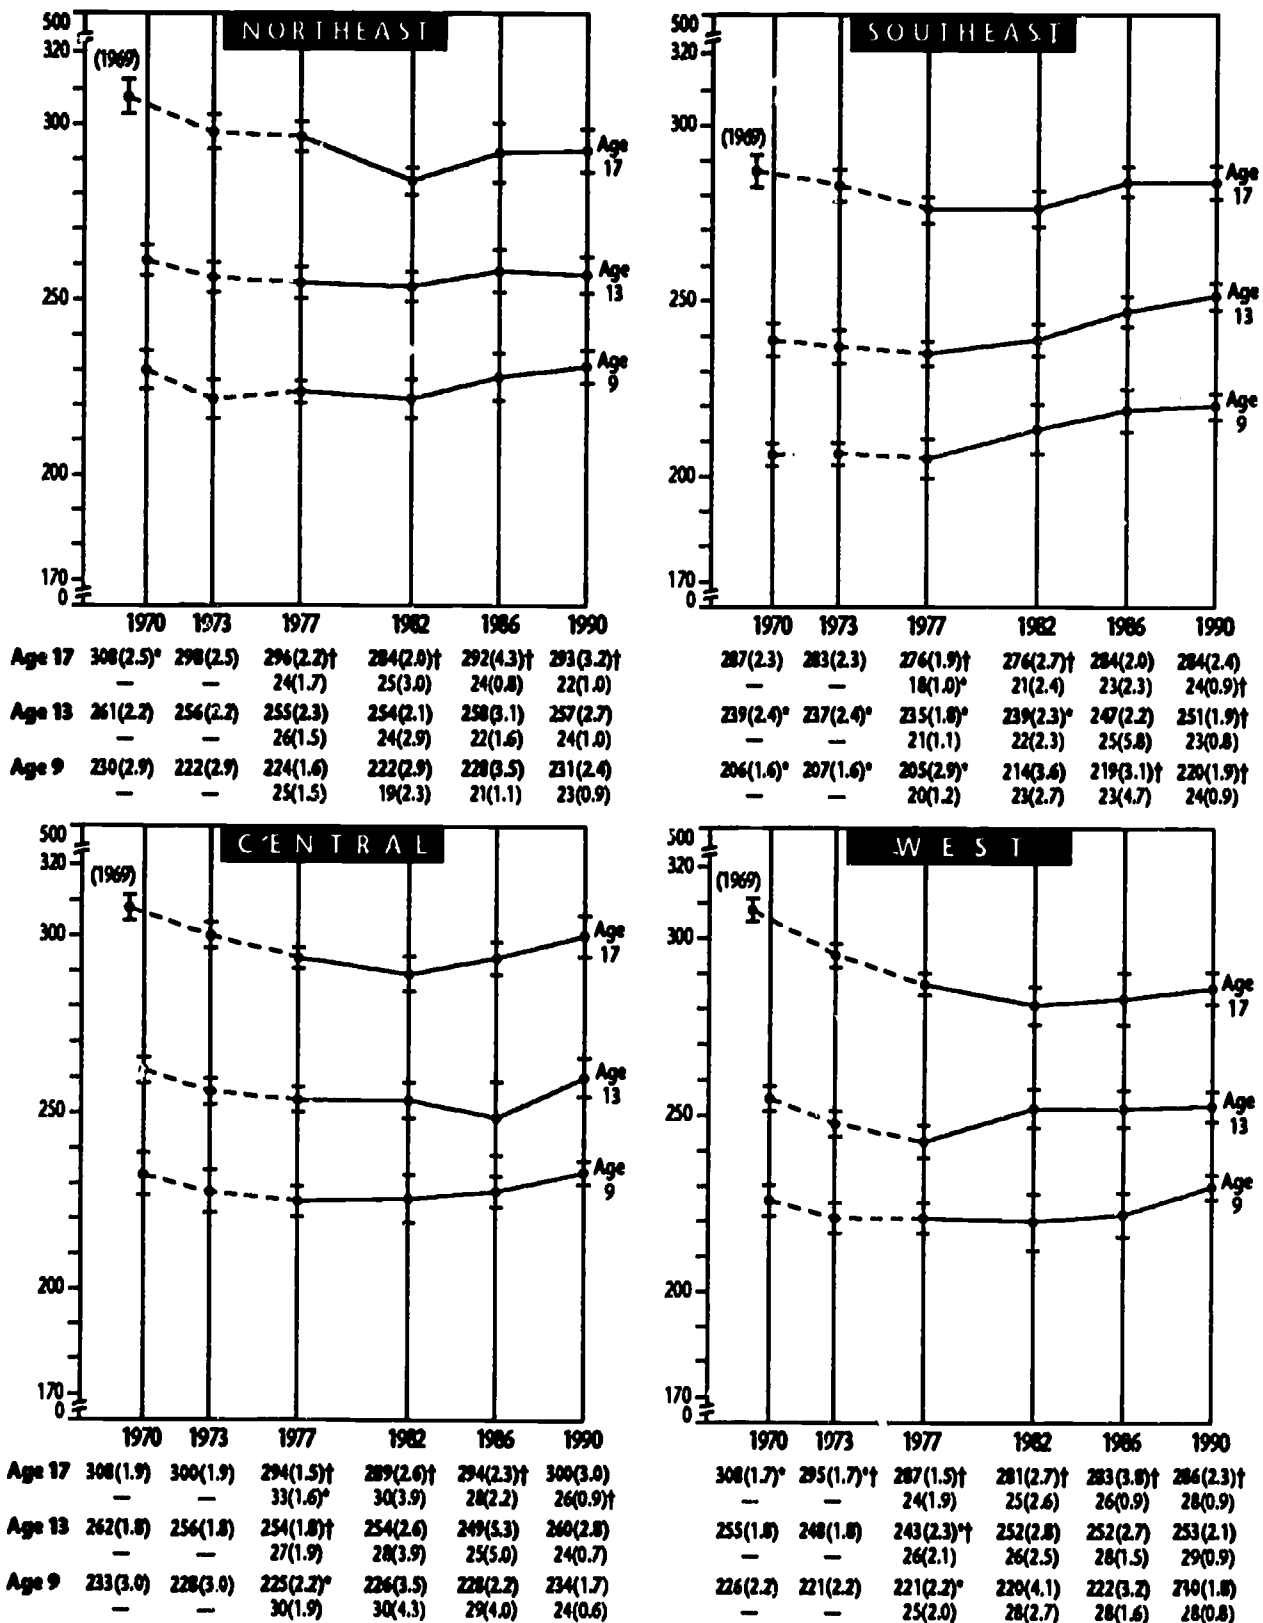 NORTHEAST
500
320
300
250
200
170
0
(1969)
Age
17
Age
13
Age
9
1970 1973 1977 1982 1986 1990
Age 17 308(2.5)* 298(2.5) 296(2.2)† 284(2.0)† 292(4.3)† 293(3.2)†
— — 24(1.7) 25(3.0) 24(0.8) 22(1.0)
Age 13 261(2.2) 256(2.2) 255(2.3) 254(2.1) 258(3.1) 257(2.7)
— — 26(1.5) 24(2.9) 22(1.6) 24(1.0)
Age 9 230(2.9) 222(2.9) 224(1.6) 222(2.9) 228(3.5) 231(2.4)
— — 25(1.5) 19(2.3) 21(1.1) 23(0.9)
SOUTHEAST
500
320
300
250
200
170
0
(1969)
Age
17
Age
13
Age
9
1970 1973 1977 1982 1986 1990
287(2.3) 283(2.3) 276(1.9)† 276(2.7)† 284(2.0) 284(2.4)
— — 18(1.0)* 21(2.4) 23(2.3) 24(0.9)†
239(2.4)* 237(2.4)* 235(1.8)* 239(2.3)* 247(2.2) 251(1.9)†
— — 21(1.1) 22(2.3) 25(5.8) 23(0.8)
206(1.6)* 207(1.6)* 205(2.9)* 214(3.6) 219(3.1)† 220(1.9)†
— — 20(1.2) 23(2.7) 23(4.7) 24(0.9)
CENTRAL
500
320
300
250
200
170
0
(1969)
Age
17
Age
13
Age
9
1970 1973 1977 1982 1986 1990
Age 17 308(1.9) 300(1.9) 294(1.5)† 289(2.6)† 294(2.3)† 300(3.0)
— — 33(1.6)* 30(3.9) 28(2.2) 26(0.9)†
Age 13 262(1.8) 256(1.8) 254(1.8)† 254(2.6) 249(5.3) 260(2.8)
— — 27(1.9) 28(3.9) 25(5.0) 24(0.7)
Age 9 233(3.0) 228(3.0) 225(2.2)* 226(3.5) 228(2.2) 234(1.7)
— — 30(1.9) 30(4.3) 29(4.0) 24(0.6)
WEST
500
320
300
250
200
170
0
(1969)
Age
17
Age
13
Age
9
1970 1973 1977 1982 1986 1990
308(1.7)* 295(1.7)*† 287(1.5)† 281(2.7)† 283(3.8)† 286(2.3)†
— — 24(1.9) 25(2.6) 26(0.9) 28(0.9)
255(1.8) 248(1.8) 243(2.3)*† 252(2.8) 252(2.7) 253(2.1)
— — 26(2.1) 26(2.5) 28(1.5) 29(0.9)
226(2.2) 221(2.2) 221(2.2)* 220(4.1) 222(3.2) 230(1.8)
— — 25(2.0) 28(2.7) 28(1.6) 28(0.8)